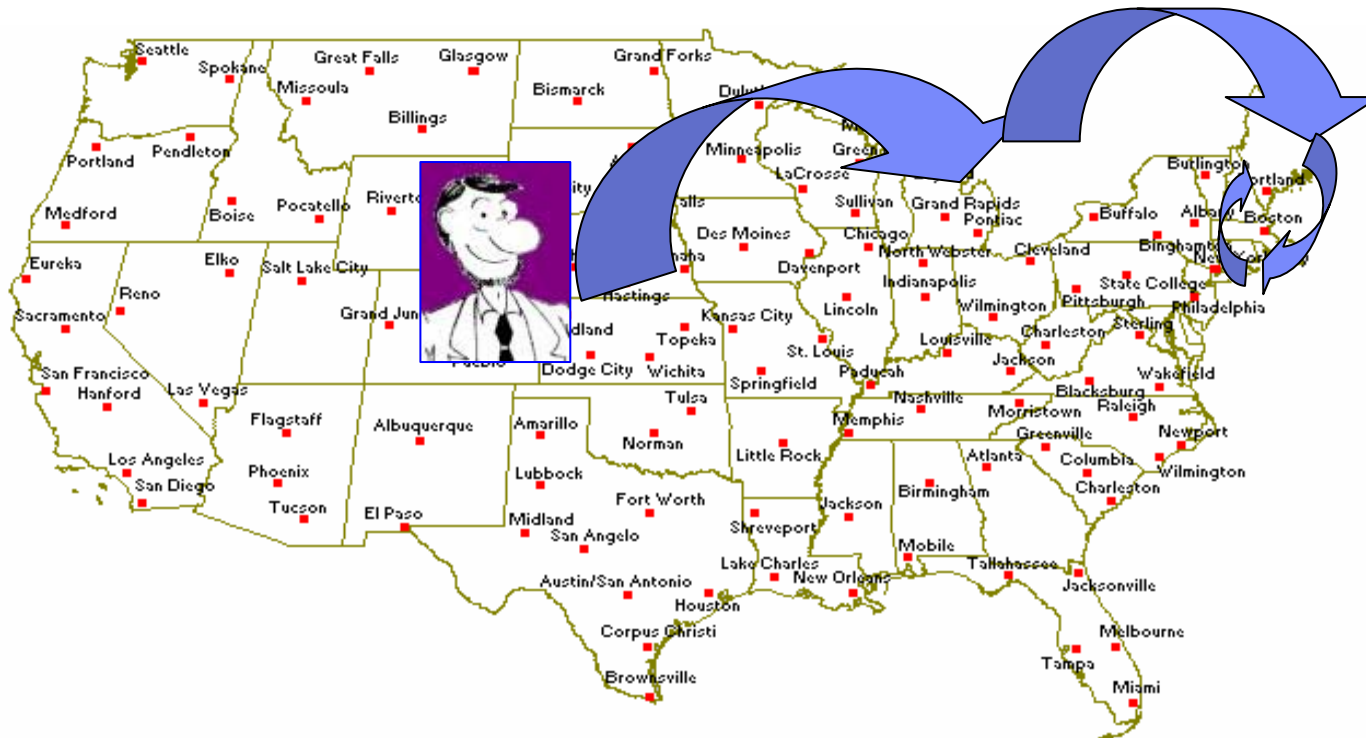 Seattle
Spokane
Great Falls
Glasgow
Grand Forks
Missoula
Bismarck
Billings
Portland
Pendleton
Minneapolis
LaCrosse
Butlington
Medford
Boise
Pocatello
Sullivan
Grand Rapids
Pontiac
Buffalo
Boston
Des Moines
Chicago
Cleveland
Eureka
Elko
Salt Lake City
Davenport
North Webster
State College
Reno
Hastings
Lincoln
Indianapolis
Pittsburgh
Philadelphia
Sacramento
Kansas City
Wilmington
Sterling
Topeka
St. Louis
Louisville
Charleston
San Francisco
Hanford
Las Vegas
Dodge City
Wichita
Springfield
Paducah
Jackson
Blacksburg
Wakefield
Flagstaff
Albuquerque
Amarillo
Tulsa
Norman
Memphis
Nashville
Morristown
Raleigh
Greenville
Newport
Los Angeles
San Diego
Phoenix
Tucson
Lubbock
Little Rock
Atlanta
Columbia
Wilmington
El Paso
Midland
San Angelo
Fort Worth
Shreveport
Jackson
Birmingham
Charleston
Austin/San Antonio
Houston
Lake Charles
New Orleans
Mobile
Tallahassee
Jacksonville
Corpus Christi
Brownsville
Tampa
Melbourne
Miami